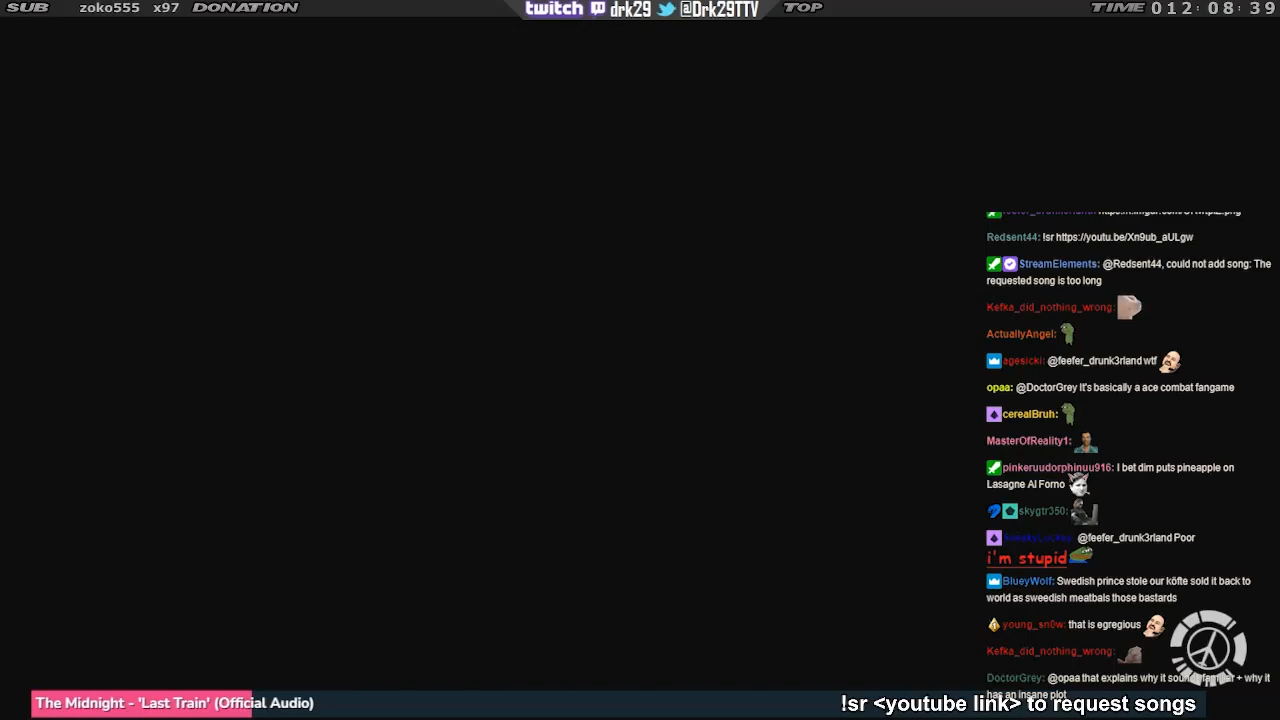 SUB zoko555 x97 DONATION twitch drk29 @Drk29TTV TOP TIME 012:08:39
Redsent44: !sr https://youtu.be/Xn9ub_aULgw
StreamElements: @Redsent44, could not add song: The
requested song is too long
Kefka_did_nothing_wrong:
ActuallyAngel:
agesicki: @feefer_drunk3rland wtf
opaa: @DoctorGrey It's basically a ace combat fangame
cerealBruh:
MasterOfReality1:
pinkeruudorphinuu916: I bet dim puts pineapple on
Lasagne Al Forno
skygtr350:
@feefer_drunk3rland Poor
i'm stupid
BlueyWolf: Swedish prince stole our köfte sold it back to
world as sweedish meatbals those bastards
young_sn0w: that is egregious
Kefka_did_nothing_wrong:
DoctorGrey: @opaa that explains why it sounds familiar + why it
has an insane plot
The Midnight - 'Last Train' (Official Audio)
!sr <youtube link> to request songs